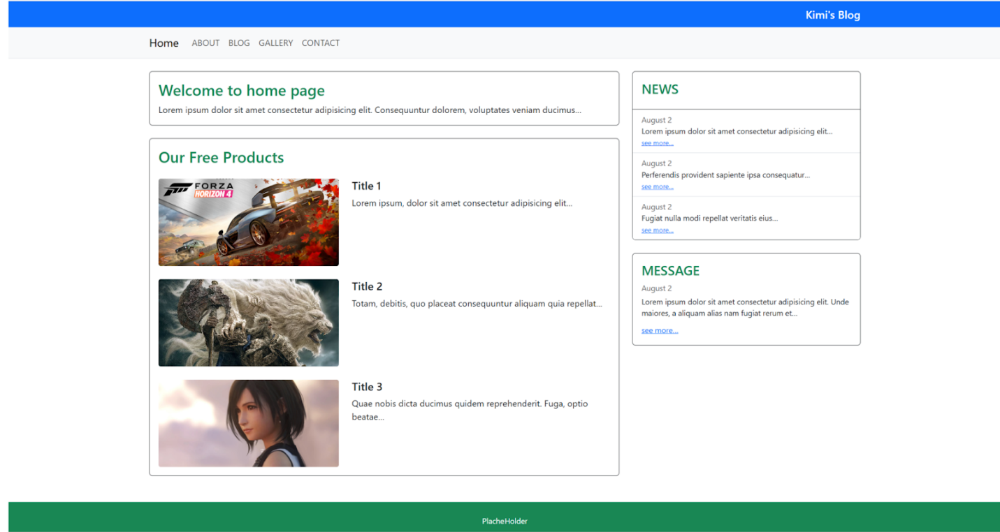 Kimi's Blog
Home ABOUT BLOG GALLERY CONTACT
Welcome to home page
Lorem ipsum dolor sit amet consectetur adipisicing elit. Consequuntur dolorem, voluptates veniam ducimus...
Our Free Products
FORZA
HORIZON 4
Title 1
Lorem ipsum, dolor sit amet consectetur adipisicing elit...
Title 2
Totam, debitis, quo placeat consequuntur aliquam quia repellat...
Title 3
Quae nobis dicta ducimus quidem reprehenderit. Fuga, optio
beatae...
NEWS
August 2
Lorem ipsum dolor sit amet consectetur adipisicing elit...
see more...
August 2
Perferendis provident sapiente ipsa consequatur...
see more...
August 2
Fugiat nulla modi repellat veritatis eius...
see more...
MESSAGE
August 2
Lorem ipsum dolor sit amet consectetur adipisicing elit. Unde
maiores, a aliquam alias nam fugiat rerum et...
see more...
PlacheHolder